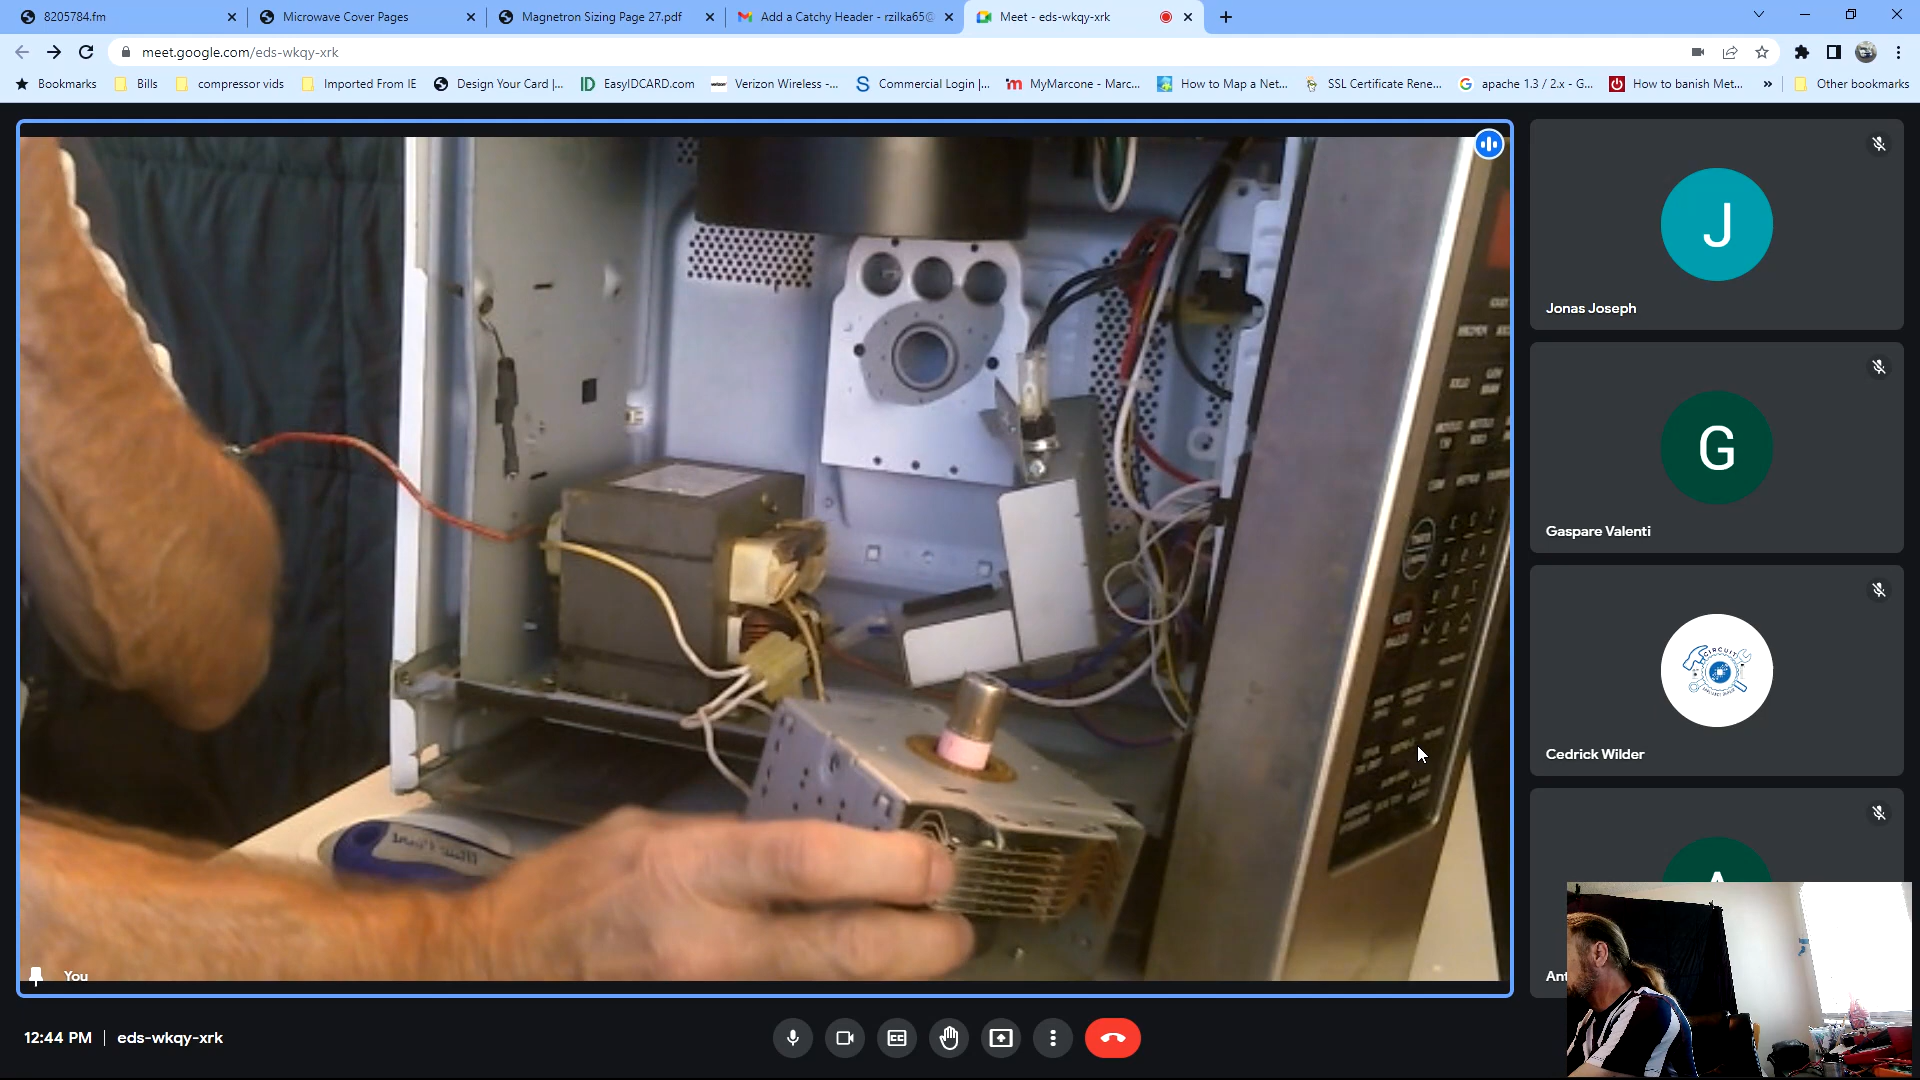 8205784.fm
Microwave Cover Pages
Magnetron Sizing Page 27.pdf
Add a Catchy Header - rzilka65@
Meet - eds-wkqy-xrk
meet.google.com/eds-wkqy-xrk
Bookmarks
Bills
compressor vids
Imported From IE
Design Your Card |...
EasyIDCARD.com
Verizon Wireless -...
Commercial Login |...
MyMarcone - Marc...
How to Map a Net...
SSL Certificate Rene...
apache 1.3 / 2.x - G...
How to banish Met...
»
Other bookmarks
J
Jonas Joseph
G
Gaspare Valenti
CIRCUIT
Cedrick Wilder
A
Ant
You
12:44 PM | eds-wkqy-xrk
CC